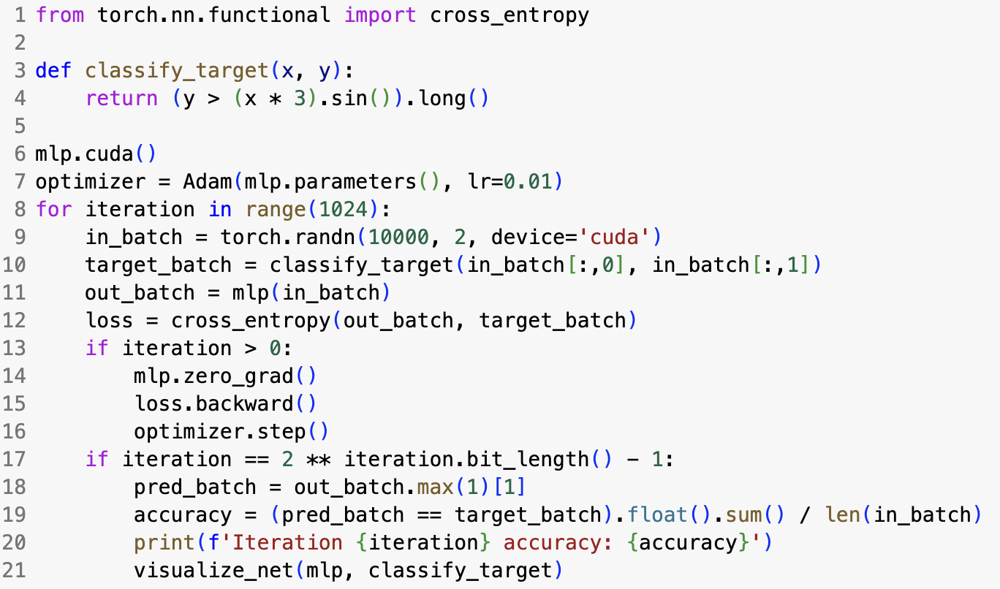 1 from torch.nn.functional import cross_entropy
2
3 def classify_target(x, y):
4     return (y > (x * 3).sin()).long()
5
6 mlp.cuda()
7 optimizer = Adam(mlp.parameters(), lr=0.01)
8 for iteration in range(1024):
9     in_batch = torch.randn(10000, 2, device='cuda')
10     target_batch = classify_target(in_batch[:,0], in_batch[:,1])
11     out_batch = mlp(in_batch)
12     loss = cross_entropy(out_batch, target_batch)
13     if iteration > 0:
14         mlp.zero_grad()
15         loss.backward()
16         optimizer.step()
17     if iteration == 2 ** iteration.bit_length() - 1:
18         pred_batch = out_batch.max(1)[1]
19         accuracy = (pred_batch == target_batch).float().sum() / len(in_batch)
20         print(f'Iteration {iteration} accuracy: {accuracy}')
21         visualize_net(mlp, classify_target)